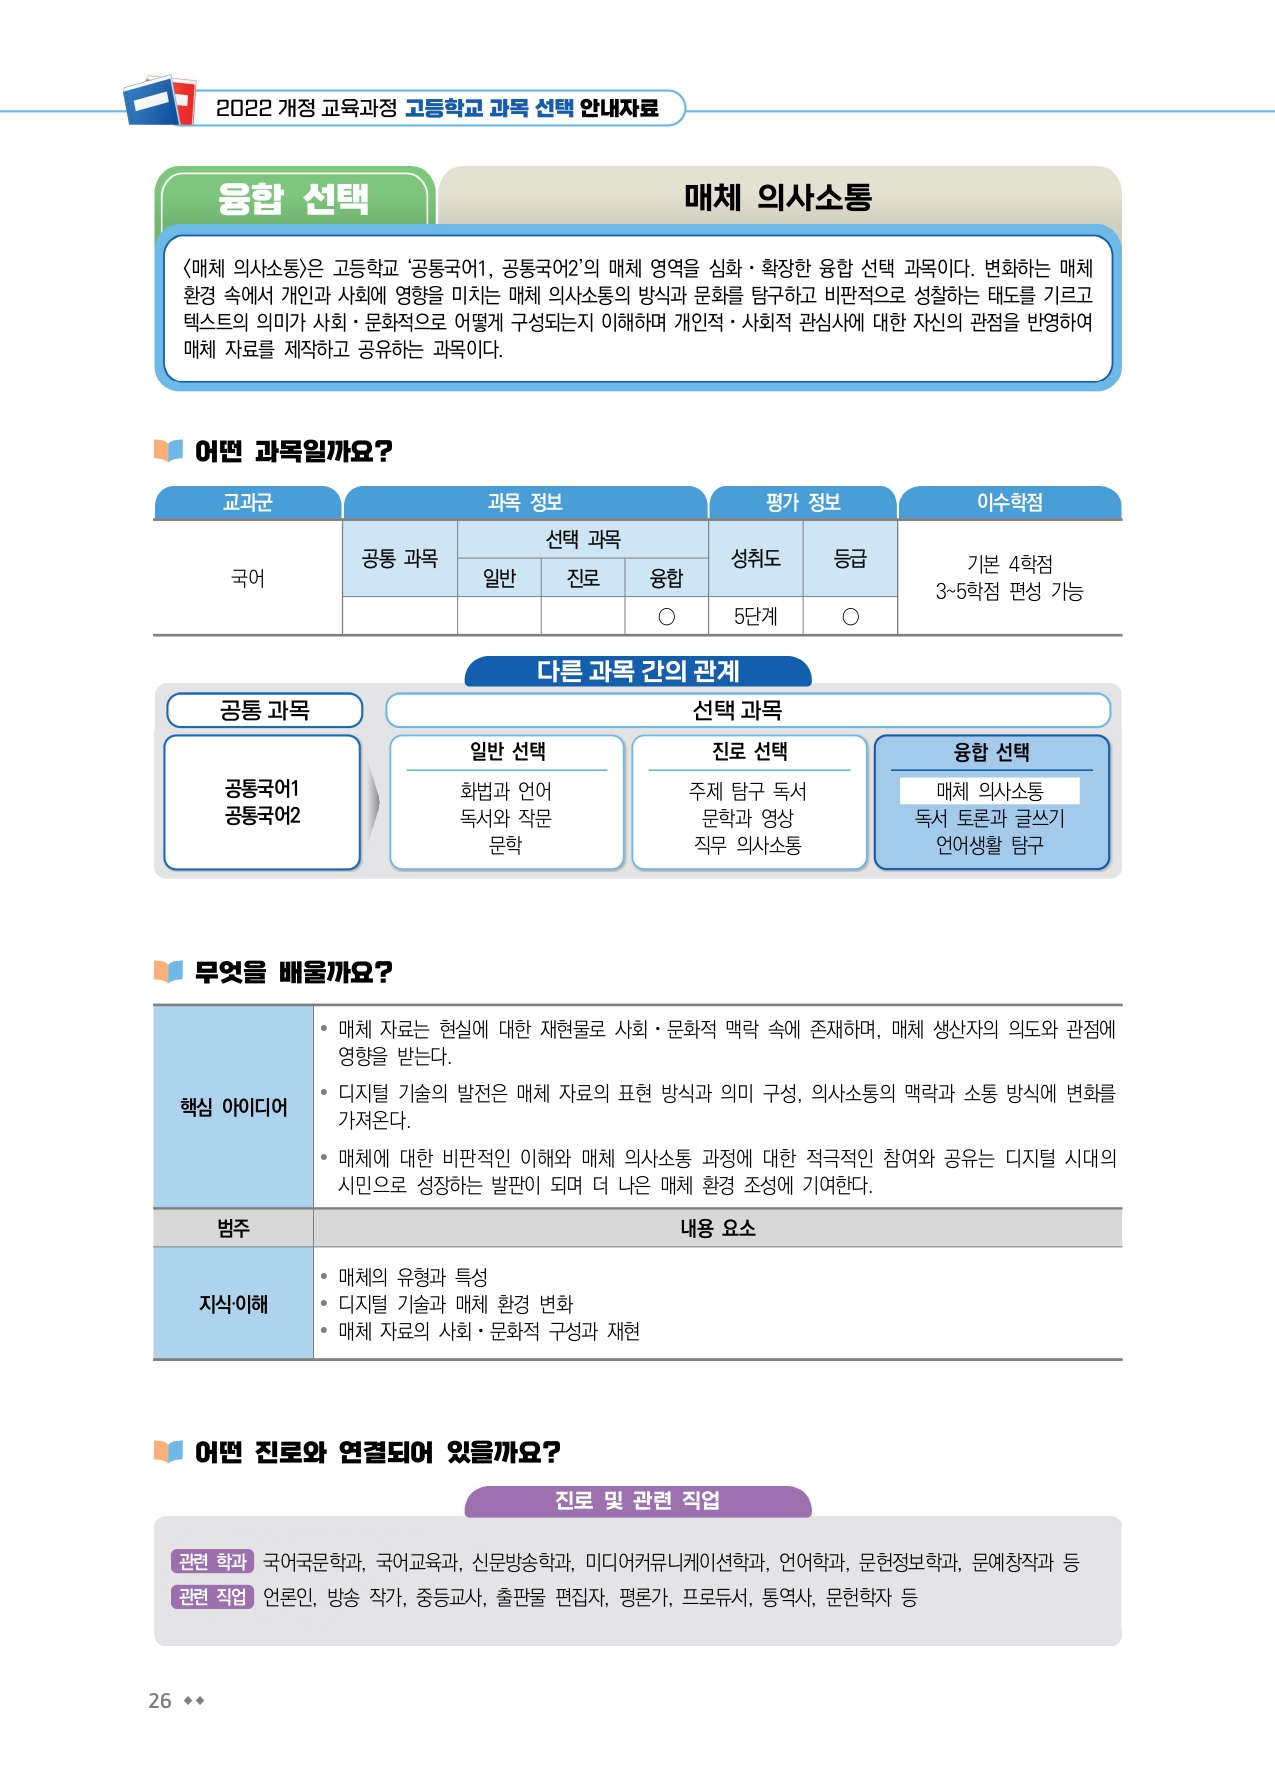 2022 개정 교육과정 고등학교 과목 선택 안내자료
융합 선택
매체 의사소통
<매체 의사소통>은 고등학교 ‘공통국어1, 공통국어2’의 매체 영역을 심화·확장한 융합 선택 과목이다. 변화하는 매체
환경 속에서 개인과 사회에 영향을 미치는 매체 의사소통의 방식과 문화를 탐구하고 비판적으로 성찰하는 태도를 기르고
텍스트의 의미가 사회·문화적으로 어떻게 구성되는지 이해하며 개인적·사회적 관심사에 대한 자신의 관점을 반영하여
매체 자료를 제작하고 공유하는 과목이다.
어떤 과목일까요?
교과군 과목 정보 평가 정보 이수학점
국어
공통 과목
선택 과목
일반 진로 융합
성취도 등급
○ 5단계 ○
기본 4학점
3~5학점 편성 가능
다른 과목 간의 관계
공통 과목 선택 과목
공통국어1
공통국어2
일반 선택
화법과 언어
독서와 작문
문학
진로 선택
주제 탐구 독서
문학과 영상
직무 의사소통
융합 선택
매체 의사소통
독서 토론과 글쓰기
언어생활 탐구
무엇을 배울까요?
핵심 아이디어
• 매체 자료는 현실에 대한 재현물로 사회·문화적 맥락 속에 존재하며, 매체 생산자의 의도와 관점에
영향을 받는다.
• 디지털 기술의 발전은 매체 자료의 표현 방식과 의미 구성, 의사소통의 맥락과 소통 방식에 변화를
가져온다.
• 매체에 대한 비판적인 이해와 매체 의사소통 과정에 대한 적극적인 참여와 공유는 디지털 시대의
시민으로 성장하는 발판이 되며 더 나은 매체 환경 조성에 기여한다.
범주 내용 요소
지식·이해
• 매체의 유형과 특성
• 디지털 기술과 매체 환경 변화
• 매체 자료의 사회·문화적 구성과 재현
어떤 진로와 연결되어 있을까요?
진로 및 관련 직업
관련 학과 국어국문학과, 국어교육과, 신문방송학과, 미디어커뮤니케이션학과, 언어학과, 문헌정보학과, 문예창작과 등
관련 직업 언론인, 방송 작가, 중등교사, 출판물 편집자, 평론가, 프로듀서, 통역사, 문헌학자 등
26